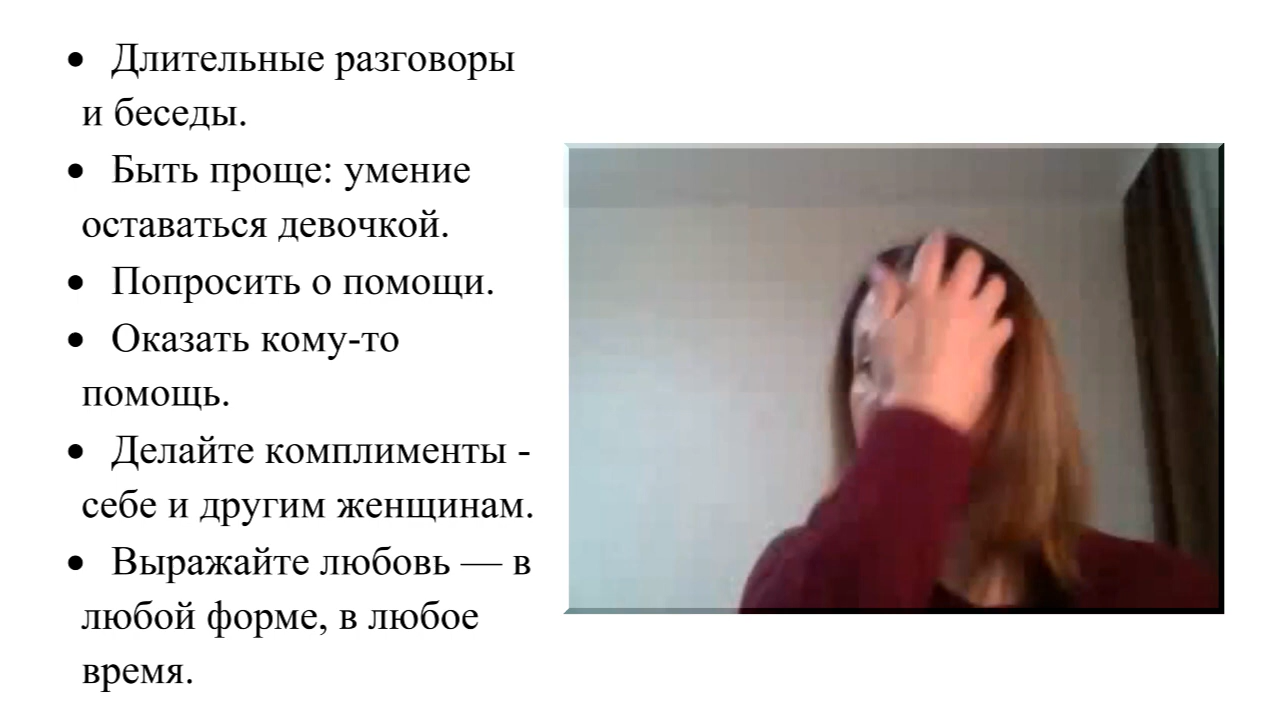 • Длительные разговоры
и беседы.
• Быть проще: умение
оставаться девочкой.
• Попросить о помощи.
• Оказать кому-то
помощь.
• Делайте комплименты -
себе и другим женщинам.
• Выражайте любовь — в
любой форме, в любое
время.